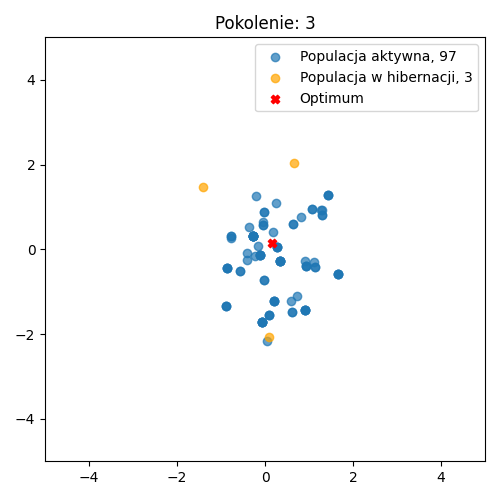 Pokolenie: 3
Populacja aktywna, 97
Populacja w hibernacji, 3
Optimum
4
2
0
−2
−4
−4
−2
0
2
4